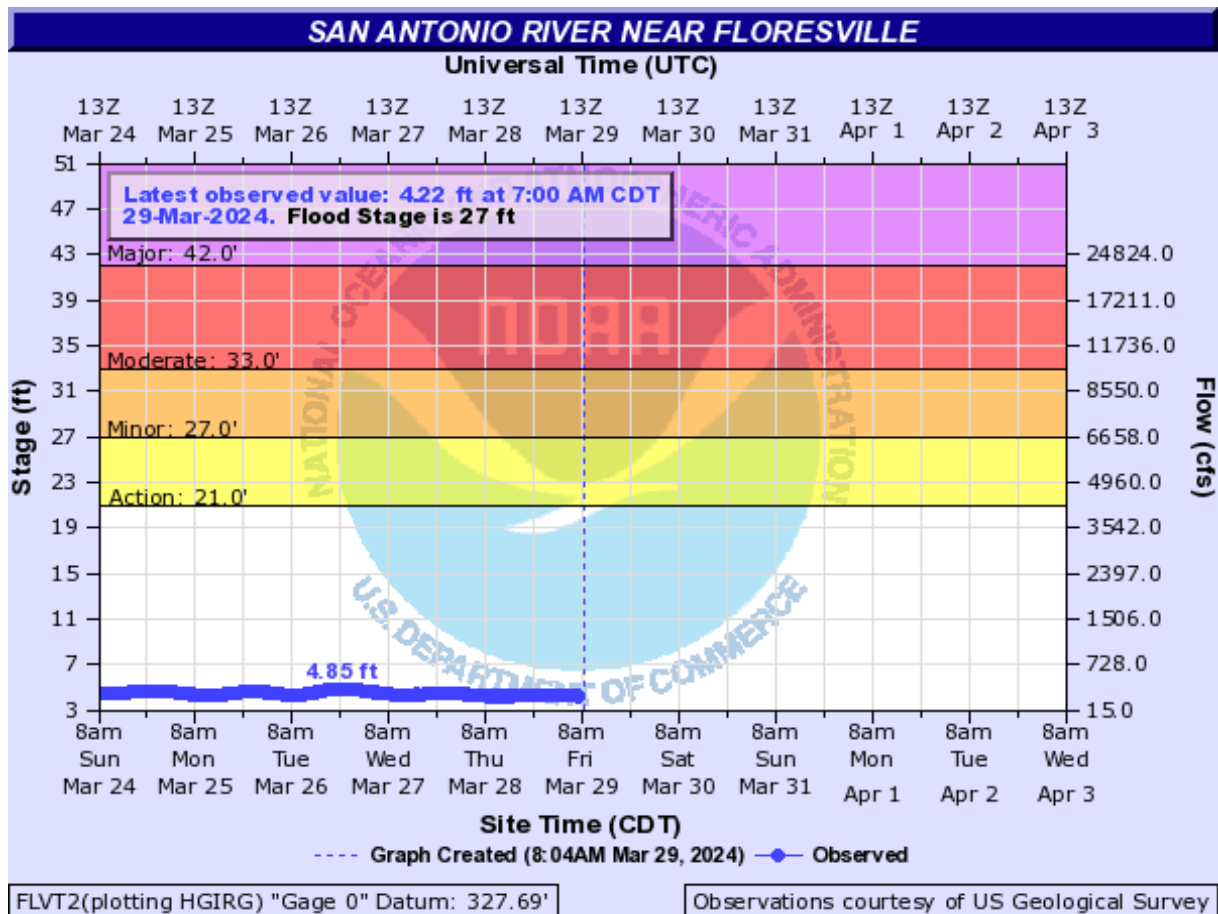 SAN ANTONIO RIVER NEAR FLORESVILLE
Universal Time (UTC)
13Z 13Z 13Z 13Z 13Z 13Z 13Z 13Z 13Z 13Z 13Z
Mar 24 Mar 25 Mar 26 Mar 27 Mar 28 Mar 29 Mar 30 Mar 31 Apr 1 Apr 2 Apr 3
Latest observed value: 4.22 ft at 7:00 AM CDT
29-Mar-2024. Flood Stage is 27 ft
Stage (ft)
51
47
43
39
35
31
27
23
19
15
11
7
3
Major: 42.0'
Moderate: 33.0'
Minor: 27.0'
Action: 21.0'
4.85 ft
NATIONAL OCEANIC AND ATMOSPHERIC ADMINISTRATION
NOAA
U.S. DEPARTMENT OF COMMERCE
24824.0
17211.0
11736.0
8550.0
6658.0
4960.0
3542.0
2397.0
1506.0
728.0
15.0
Flow (cfs)
8am 8am 8am 8am 8am 8am 8am 8am 8am 8am 8am
Sun Mon Tue Wed Thu Fri Sat Sun Mon Tue Wed
Mar 24 Mar 25 Mar 26 Mar 27 Mar 28 Mar 29 Mar 30 Mar 31 Apr 1 Apr 2 Apr 3
Site Time (CDT)
Graph Created (8:04AM Mar 29, 2024) Observed
FLVT2(plotting HGIRG) "Gage 0" Datum: 327.69'
Observations courtesy of US Geological Survey